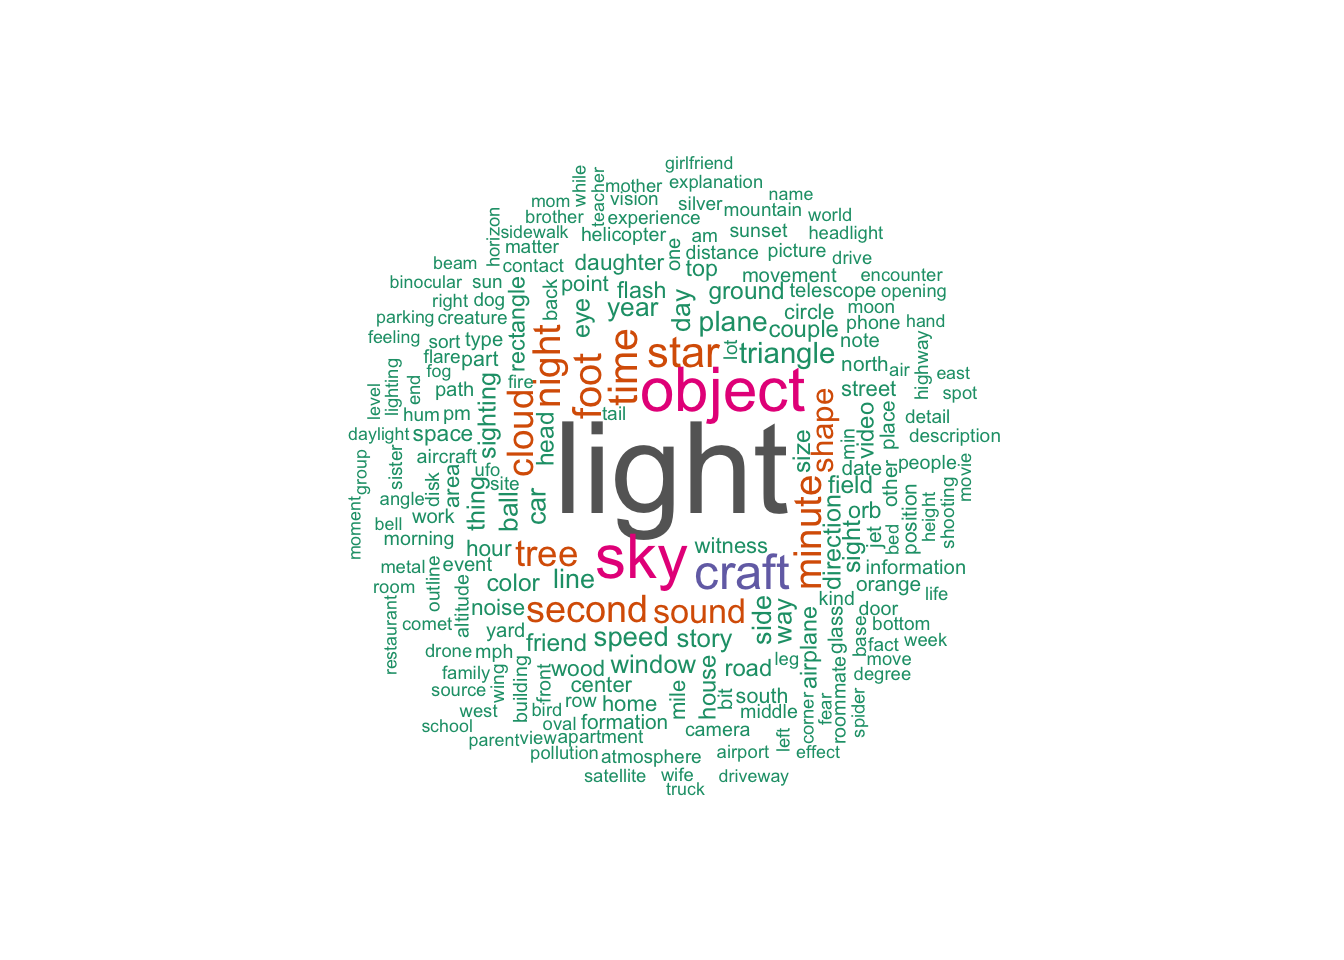 girlfriend
mother explanation
while teacher
mom vision silver name
brother experience mountain world
horizon sidewalk helicopter am sunset headlight
matter one distance picture drive
beam contact daughter top movement encounter
binocular sun point flash ground telescope opening
right dog back year day circle moon
parking creature rectangle eye plane couple phone hand
feeling sort type night foot time star lot triangle note
flare part north air highway east
fog path fire object street spot
level lighting end cloud tail shape
hum pm sighting head light size min video place detail
daylight space date people description
group sister aircraft ufo field other movie
angle disk area site thing ball car minute orb position height shooting
moment bell work direction sight jet bed
morning hour tree sky witness information
metal event craft orange
room outline altitude color line kind life
restaurant comet noise second sound side way door bottom
yard friend speed story airplane glass base fact week
drone mph wood window house road leg move
family wing building front center mile bit south roommate degree
source row home middle corner fear spider
west bird oval formation camera left
school parent view apartment airport effect
pollution atmosphere
satellite wife driveway
truck